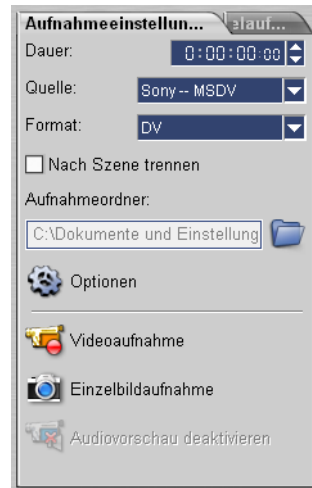 Aufnahmeeinstellun... elauf...
Dauer: 0:00:00:00
Quelle: Sony -- MSDV
Format: DV
Nach Szene trennen
Aufnahmeordner:
C:\Dokumente und Einstellung
Optionen
Videoaufnahme
Einzelbildaufnahme
Audiovorschau deaktivieren